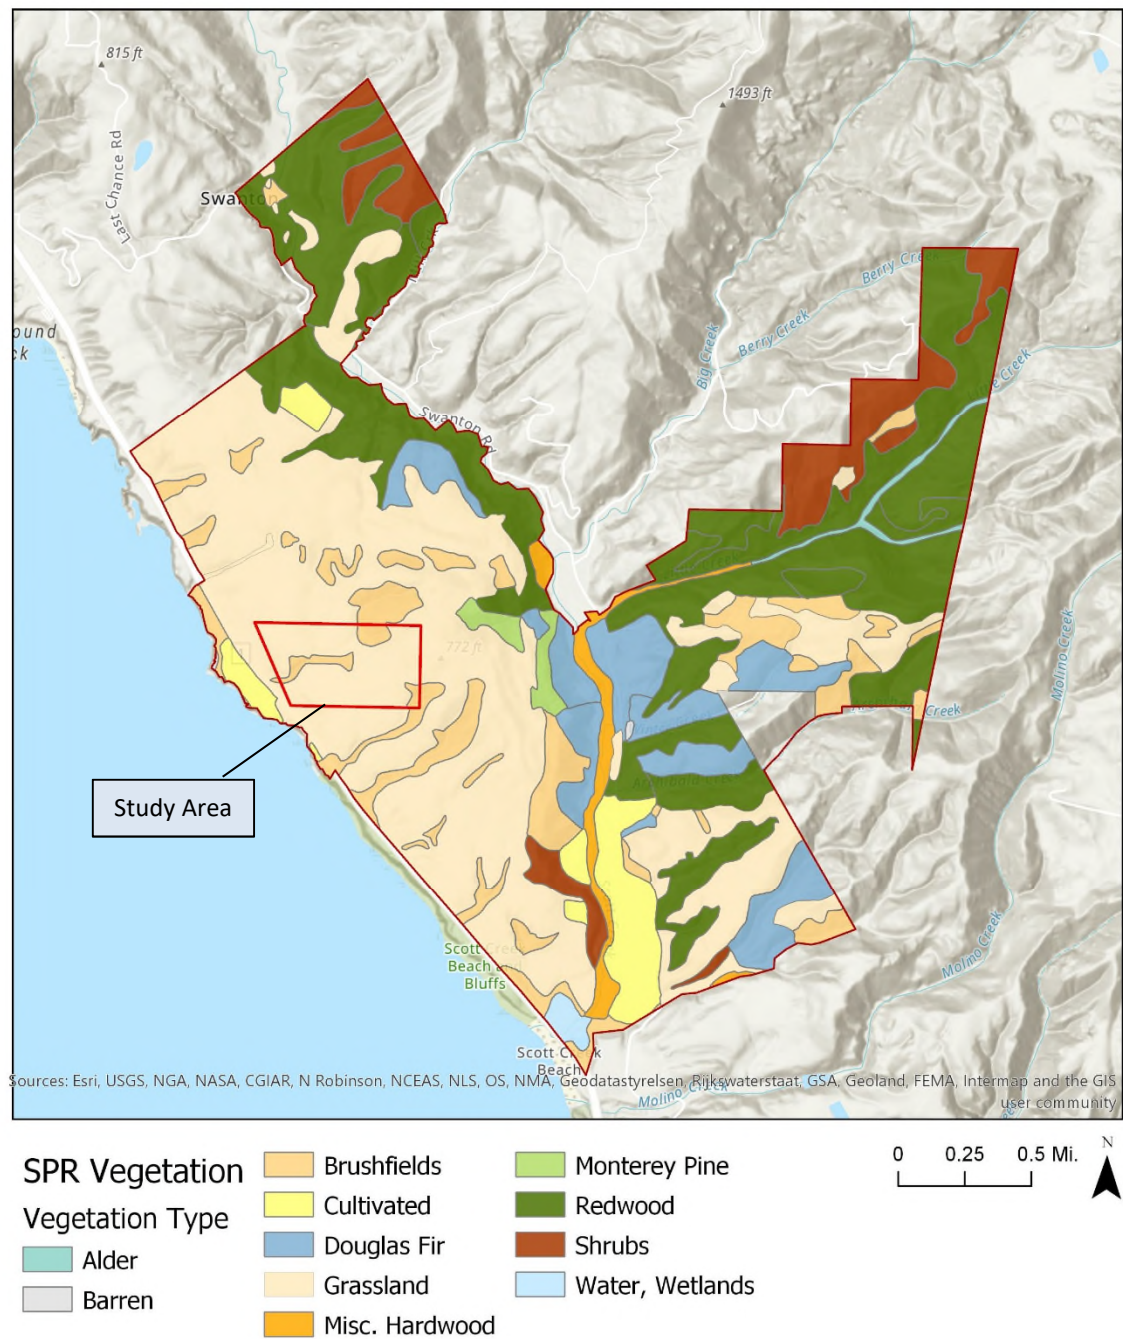 815 ft
1493 ft
Last Chance Rd
Swanton
Berry Creek
ound
ck
Big Creek
Berry Creek
Creek
Swanton Rd
772 ft
Molino Creek
Creek
Archibald Creek
Study Area
Scott Creek
Beach and
Bluffs
Molino Creek
Scott Creek
Beach
Sources: Esri, USGS, NGA, NASA, CGIAR, N Robinson, NCEAS, NLS, OS, NMA, Geodatastyrelsen, Rijkswaterstaat, GSA, Geoland, FEMA, Intermap and the GIS
user community
Molino Creek
SPR Vegetation
Vegetation Type
Alder
Barren
Brushfields
Cultivated
Douglas Fir
Grassland
Misc. Hardwood
Monterey Pine
Redwood
Shrubs
Water, Wetlands
0 0.25 0.5 Mi.
N